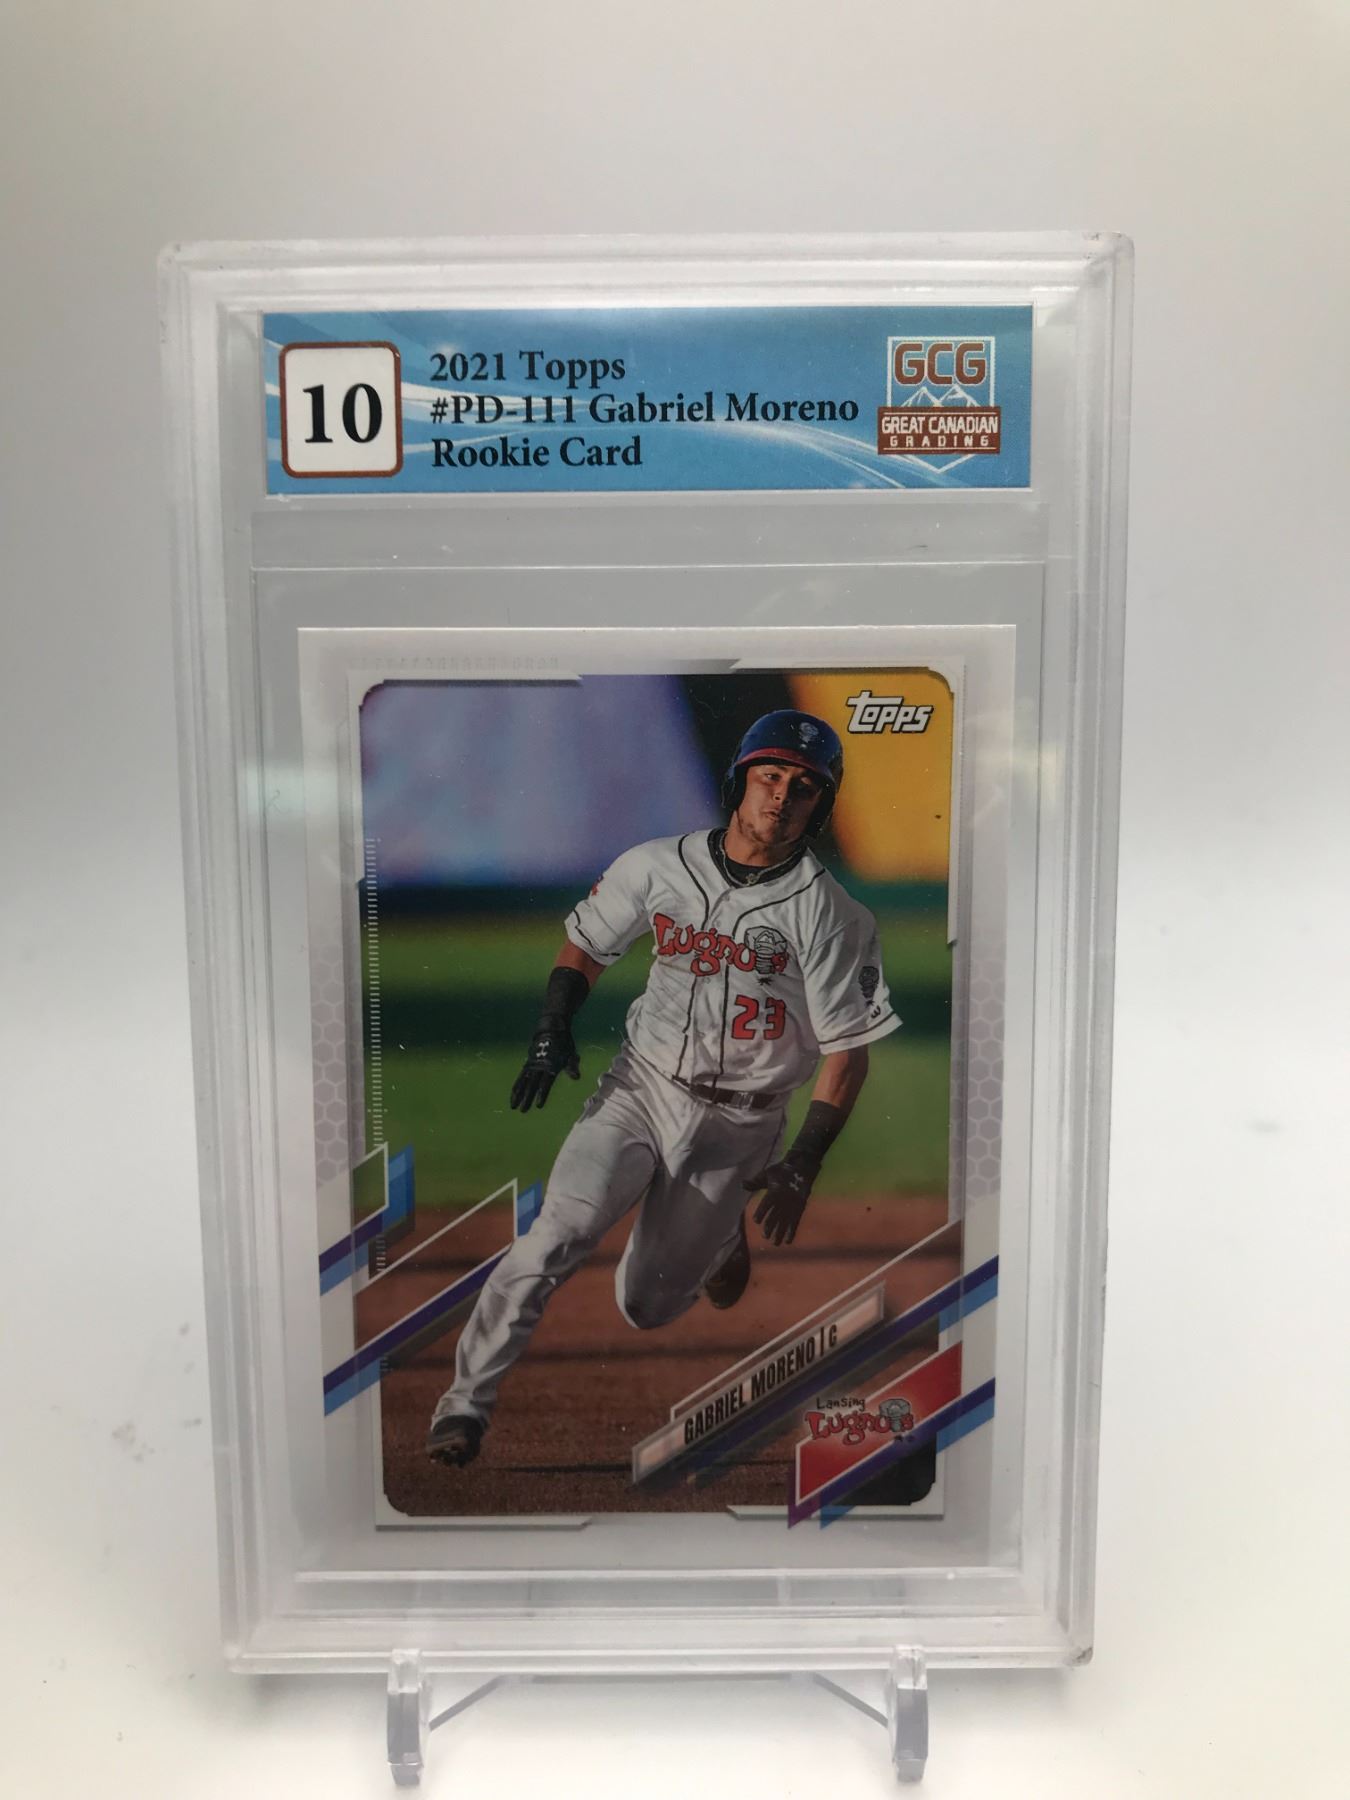 10
2021 Topps
#PD-111 Gabriel Moreno
Rookie Card
GCG
GREAT CANADIAN
GRADING
Topps
Lugnuts
23
GABRIEL MORENO | C
Lansing
Lugnuts